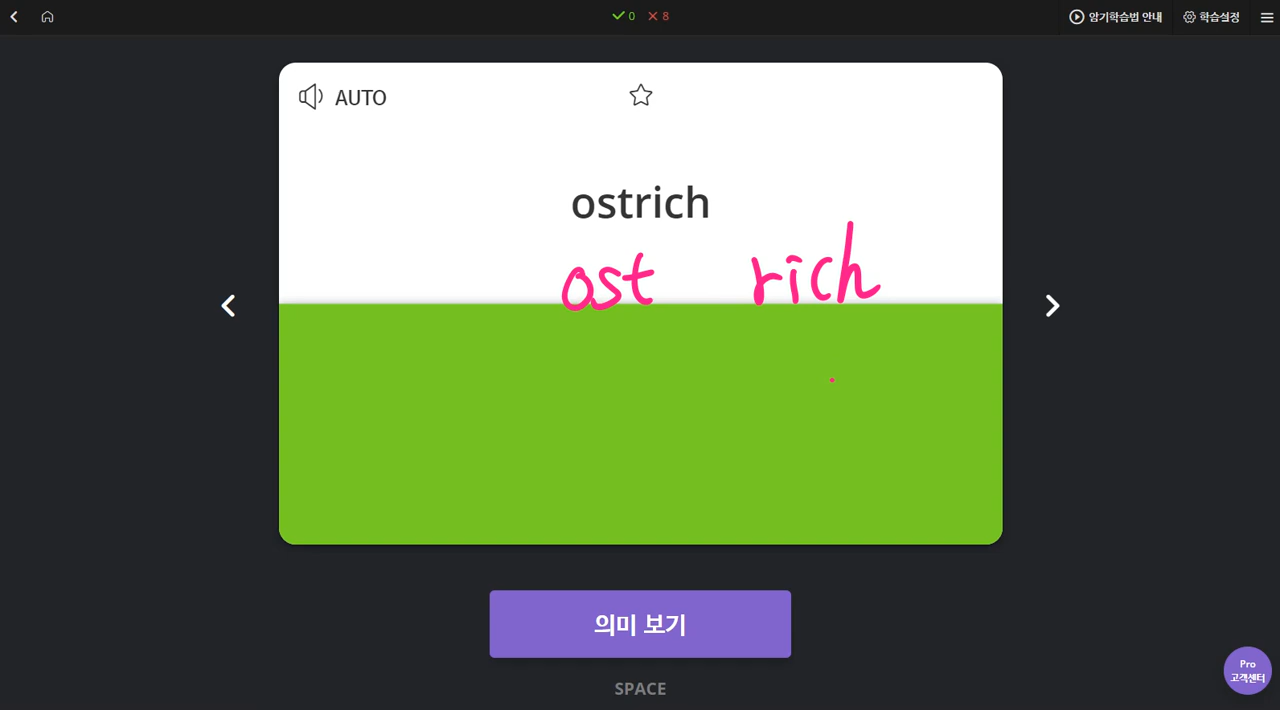 0 8 암기학습법 안내 학습설정
AUTO
ostrich
ost rich
의미 보기
SPACE
Pro
고객센터